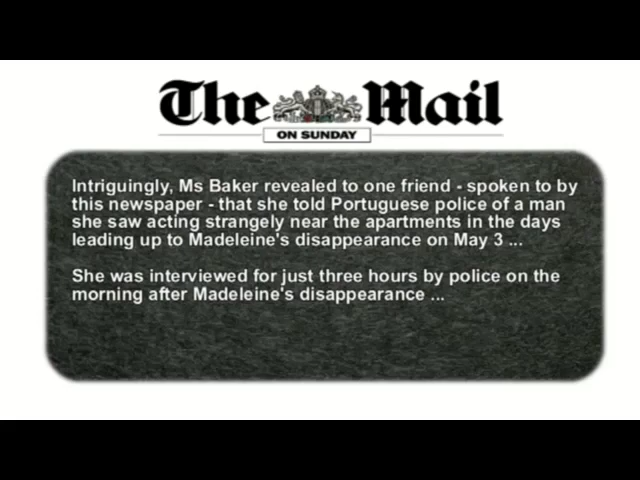 The Mail
ON SUNDAY
Intriguingly, Ms Baker revealed to one friend - spoken to by
this newspaper - that she told Portuguese police of a man
she saw acting strangely near the apartments in the days
leading up to Madeleine's disappearance on May 3 ...
She was interviewed for just three hours by police on the
morning after Madeleine's disappearance ...